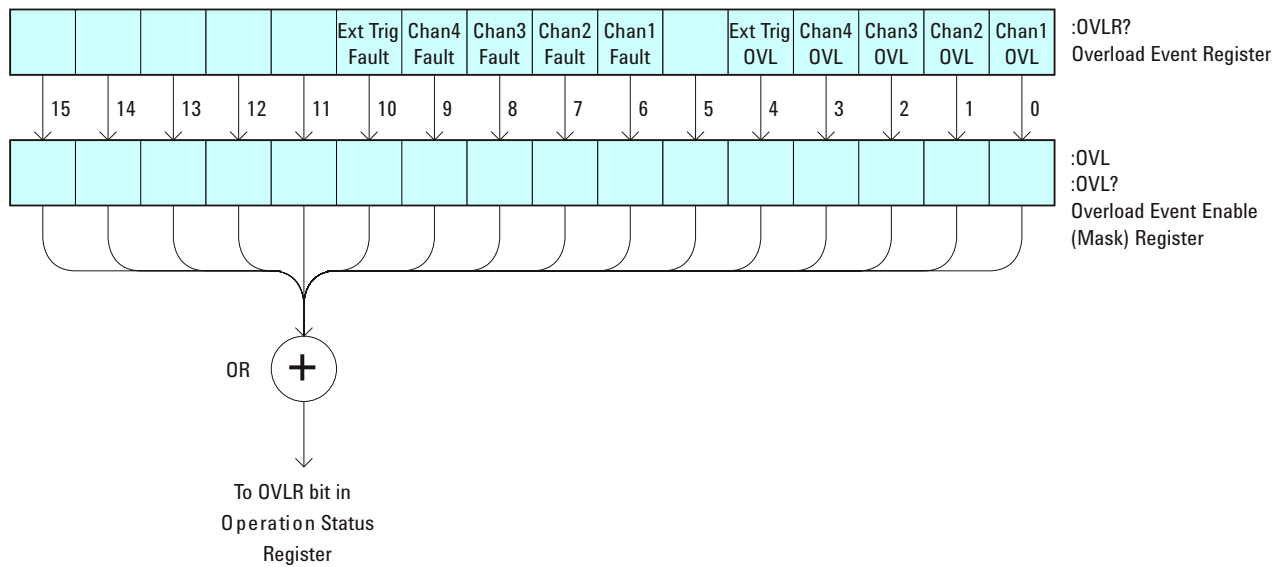 Ext Trig Fault
Chan4 Fault
Chan3 Fault
Chan2 Fault
Chan1 Fault
Ext Trig OVL
Chan4 OVL
Chan3 OVL
Chan2 OVL
Chan1 OVL
:OVLR?
Overload Event Register
15 14 13 12 11 10 9 8 7 6 5 4 3 2 1 0
:OVL
:OVL?
Overload Event Enable
(Mask) Register
OR
+
To OVLR bit in
Operation Status
Register